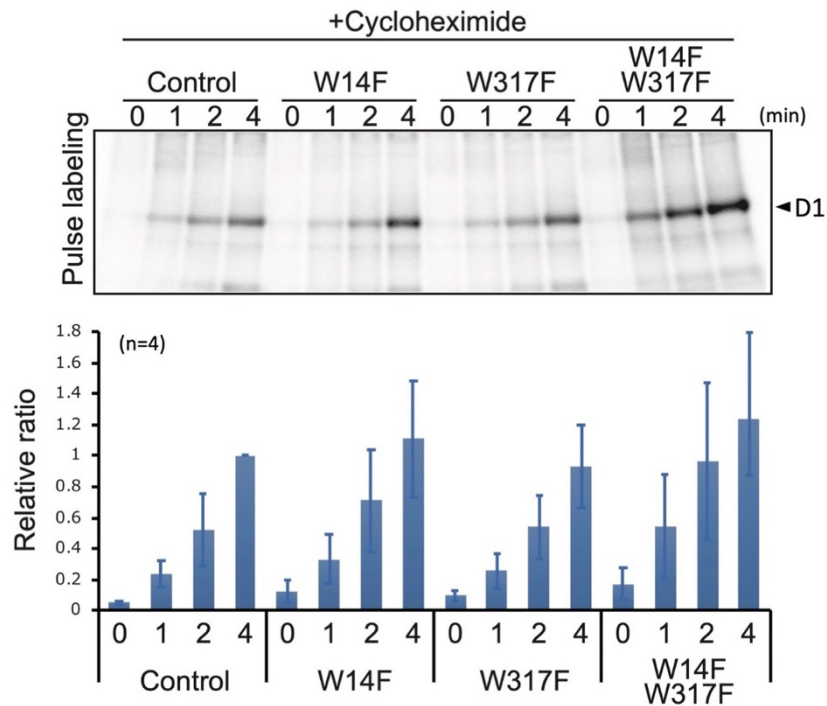 +Cycloheximide
Control W14F W317F W14F
W317F
0 1 2 4 0 1 2 4 0 1 2 4 0 1 2 4 (min)
Pulse labeling
◄D1
1.8
1.6
1.4
1.2
1
0.8
0.6
0.4
0.2
0
(n=4)
Relative ratio
0 1 2 4 0 1 2 4 0 1 2 4 0 1 2 4
Control W14F W317F W14F
W317F